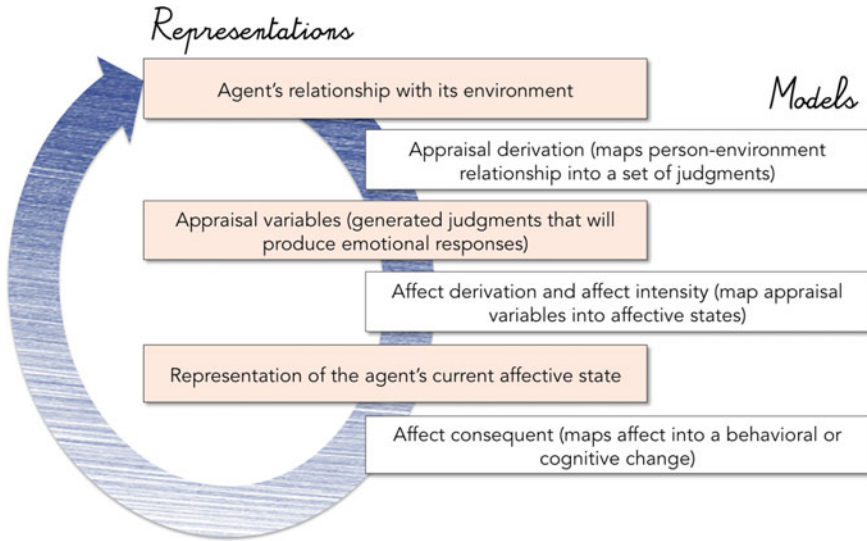 Representations
Agent's relationship with its environment
Models
Appraisal derivation (maps person-environment
relationship into a set of judgments)
Appraisal variables (generated judgments that will
produce emotional responses)
Affect derivation and affect intensity (map appraisal
variables into affective states)
Representation of the agent's current affective state
Affect consequent (maps affect into a behavioral or
cognitive change)